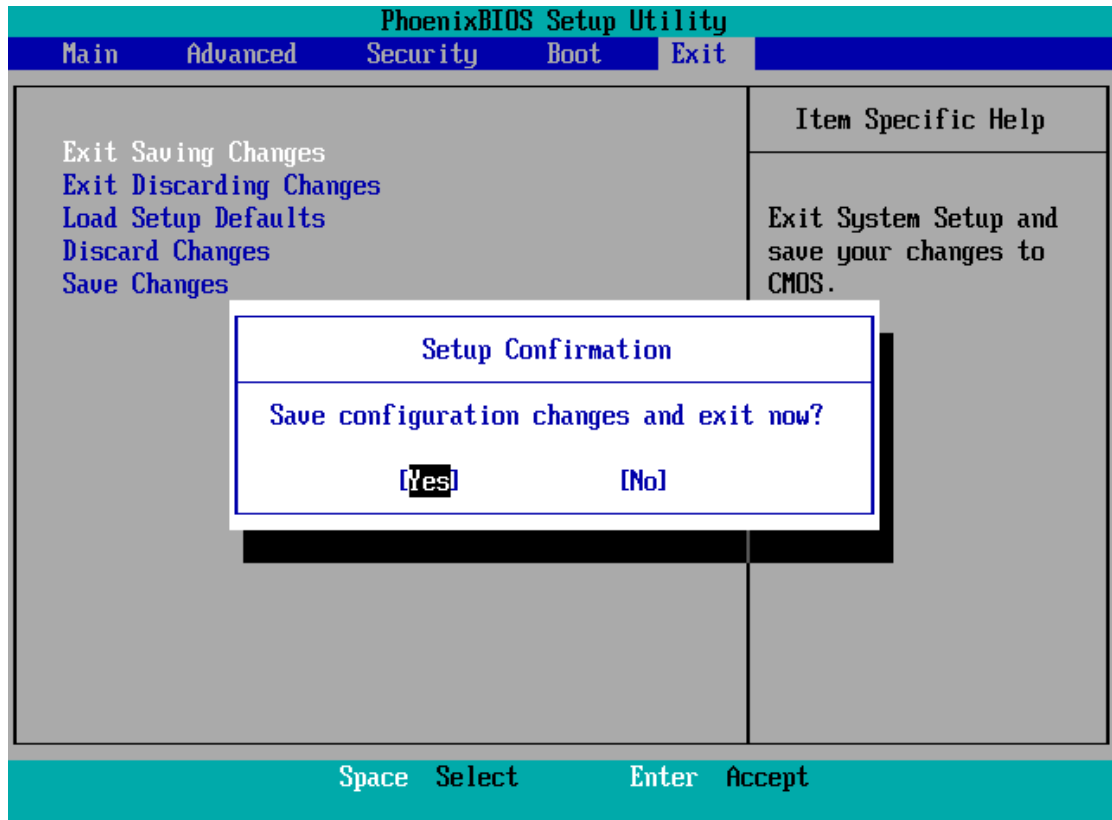 PhoenixBIOS Setup Utility
Main Advanced Security Boot Exit
Item Specific Help
Exit Saving Changes
Exit Discarding Changes
Load Setup Defaults
Discard Changes
Save Changes
Exit System Setup and
save your changes to
CMOS.
Setup Confirmation
Save configuration changes and exit now?
[Yes] [No]
Space Select Enter Accept